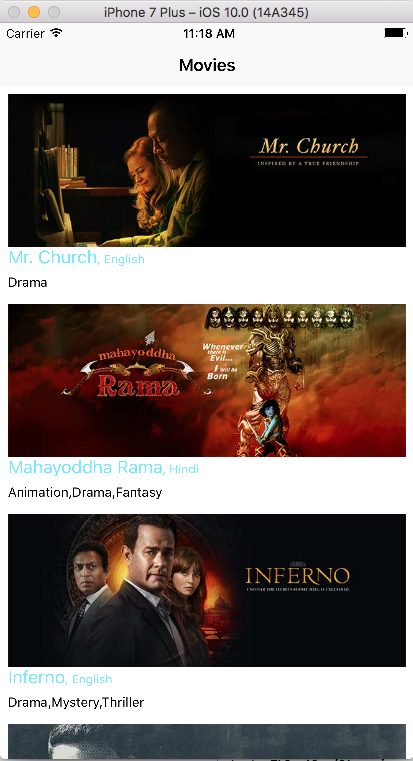 iPhone 7 Plus – iOS 10.0 (14A345)
Carrier 11:18 AM
Movies
Mr. Church
INSPIRED BY A TRUE FRIENDSHIP
Mr. Church, English
Drama
mahayoddha
Rama
Whenever
there is
Evil...
I will Be
Born
Mahayoddha Rama, Hindi
Animation,Drama,Fantasy
INFERNO
Inferno, English
Drama,Mystery,Thriller